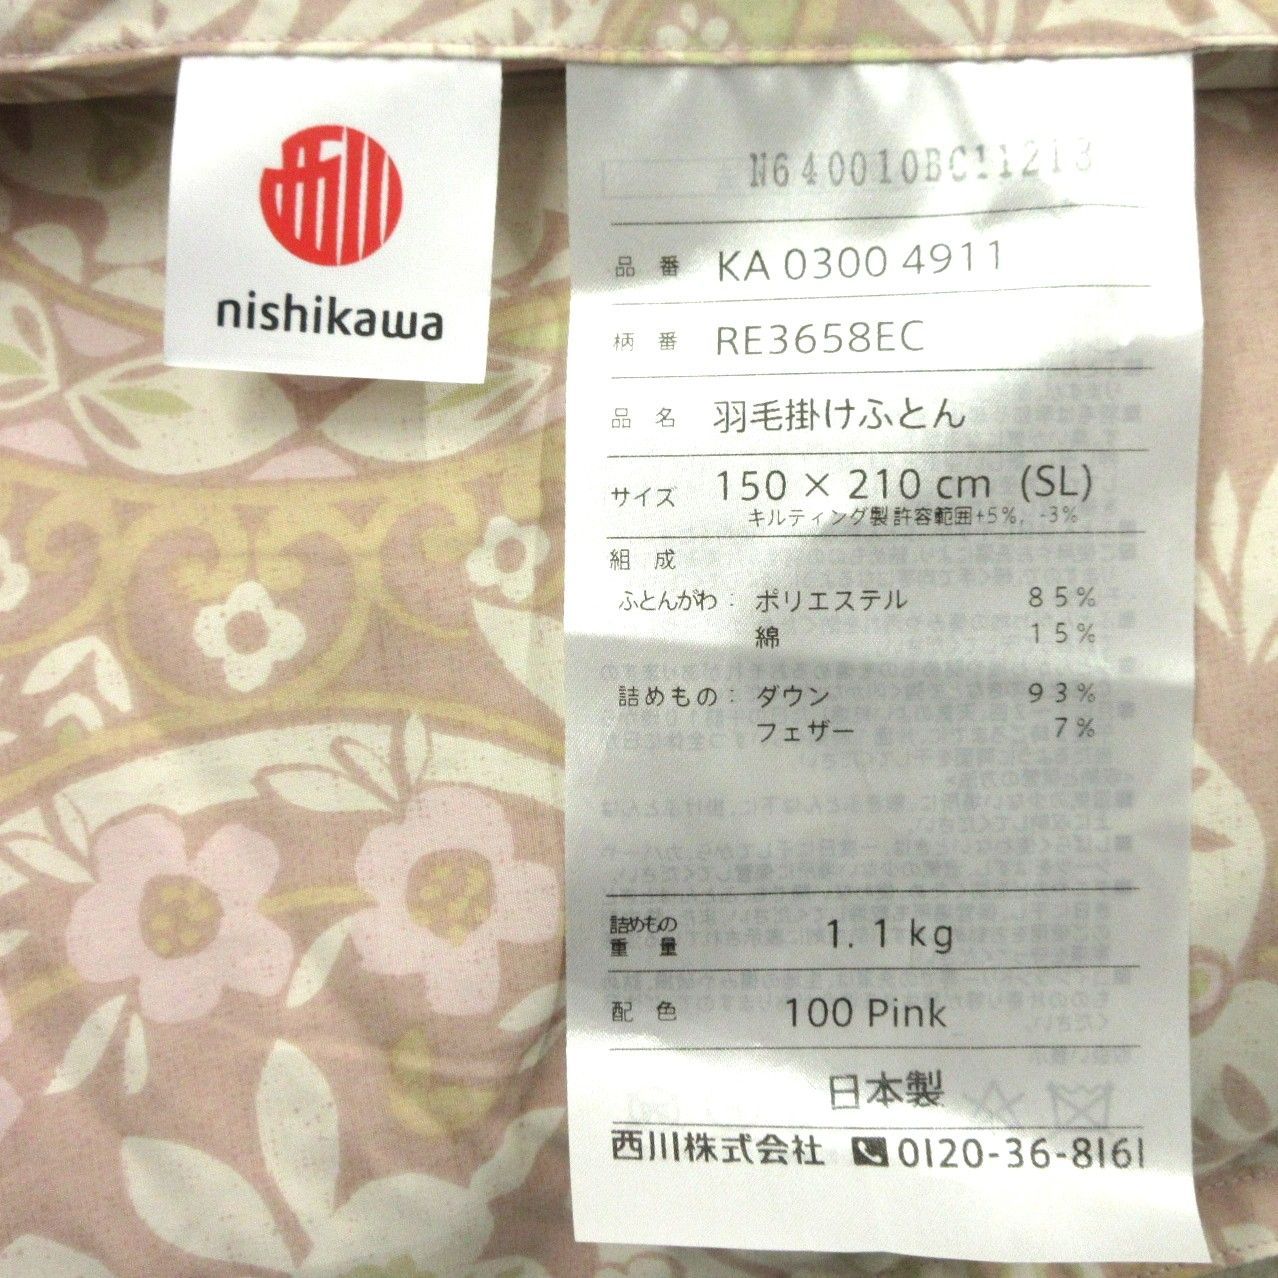 西川
nishikawa
N640010BC11213
品番 KA 0300 4911
柄番 RE3658EC
品名 羽毛掛けふとん
サイズ 150 × 210 cm (SL)
キルティング製許容範囲+5%, -3%
組成
ふとんがわ: ポリエステル 85%
綿 15%
詰めもの: ダウン 93%
フェザー 7%
詰めもの
重量 1.1kg
配色 100 Pink
日本製
西川株式会社 0120-36-8161